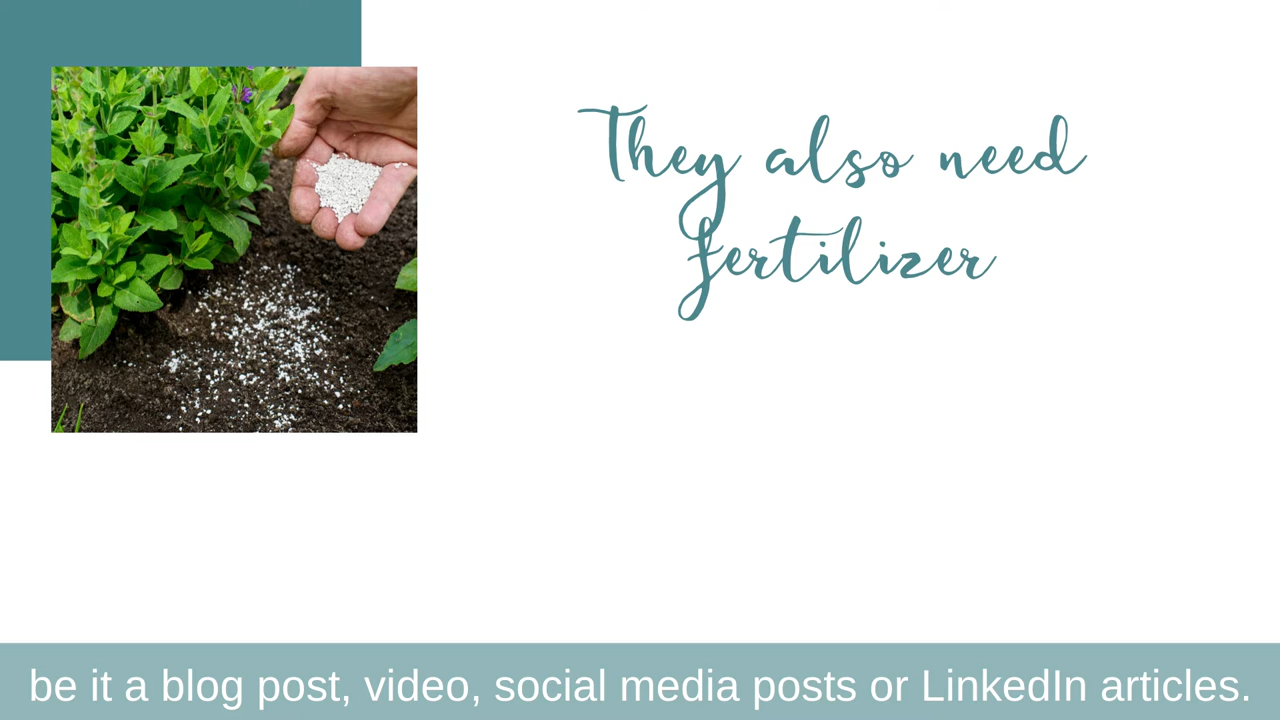 They also need
fertilizer
be it a blog post, video, social media posts or LinkedIn articles.